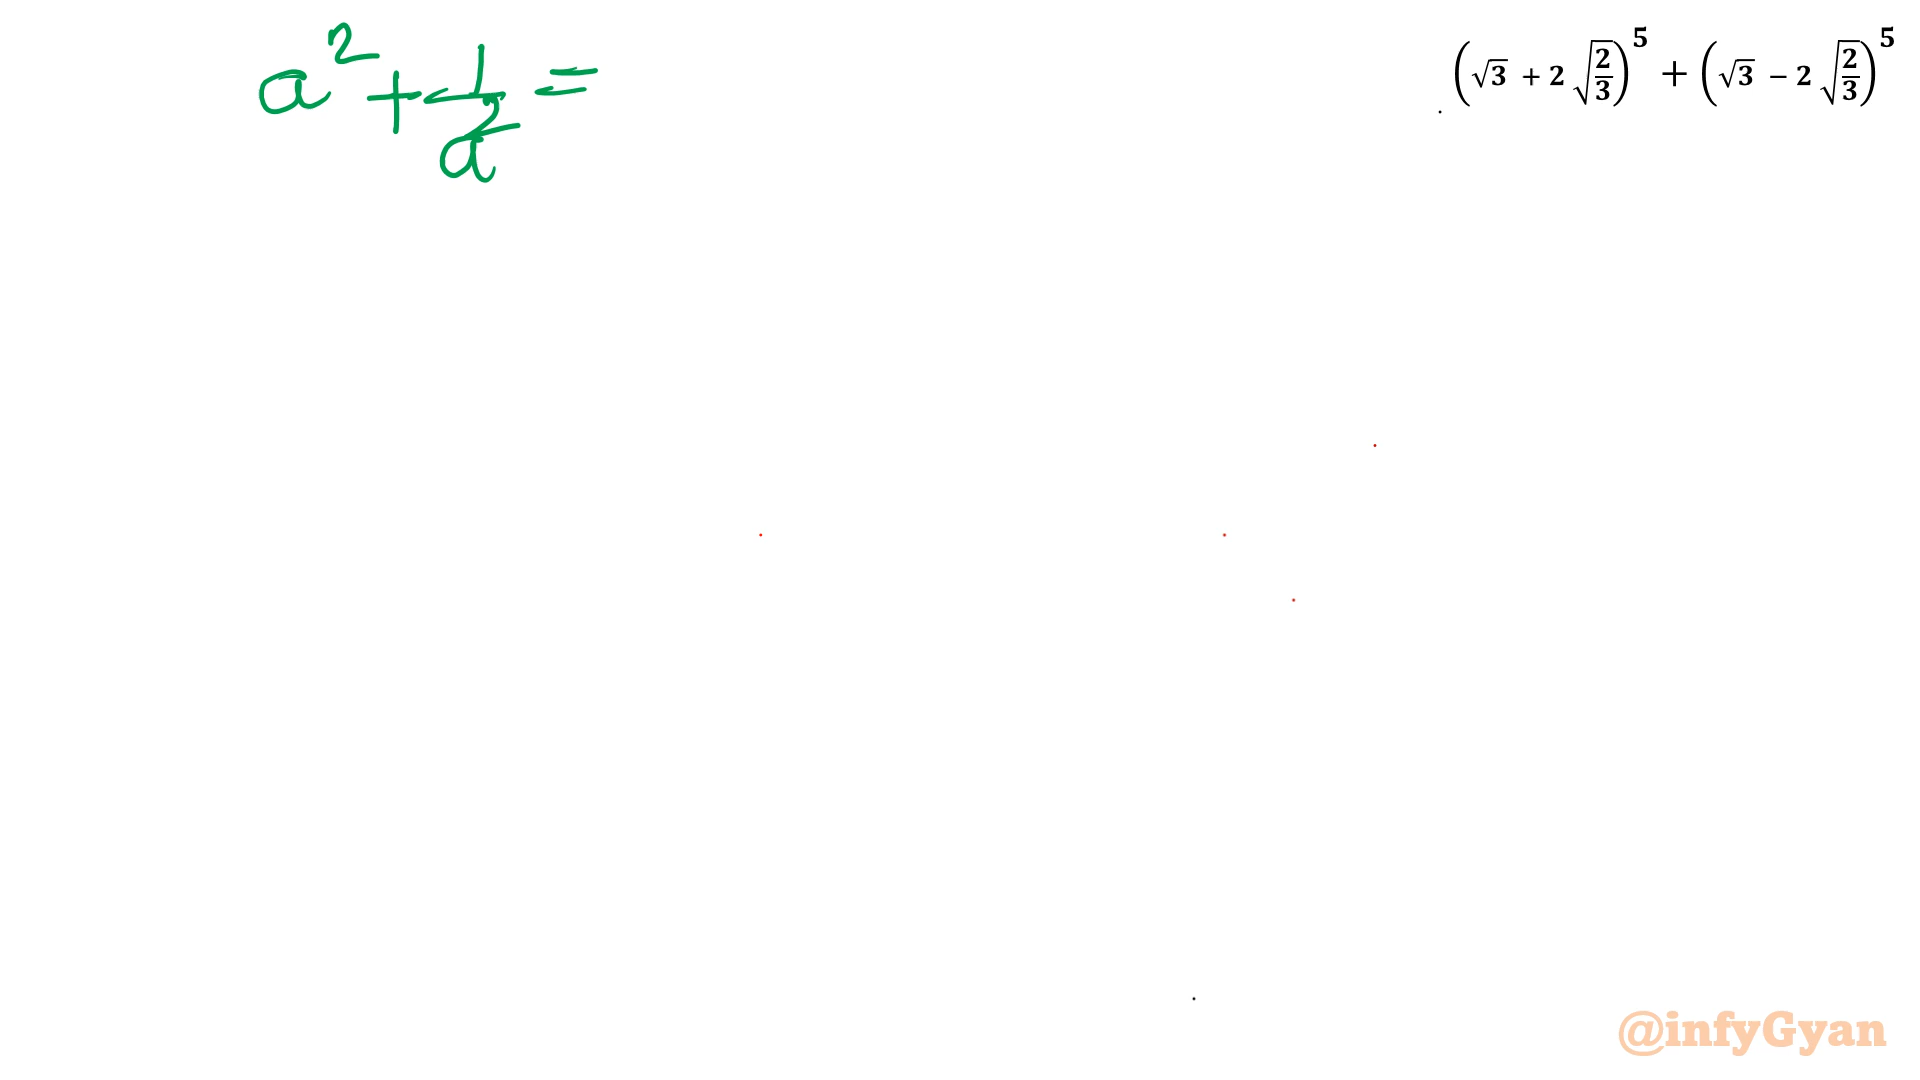 a² + 1/a² =
(√3 + 2√(2/3))⁵ + (√3 − 2√(2/3))⁵
@infyGyan